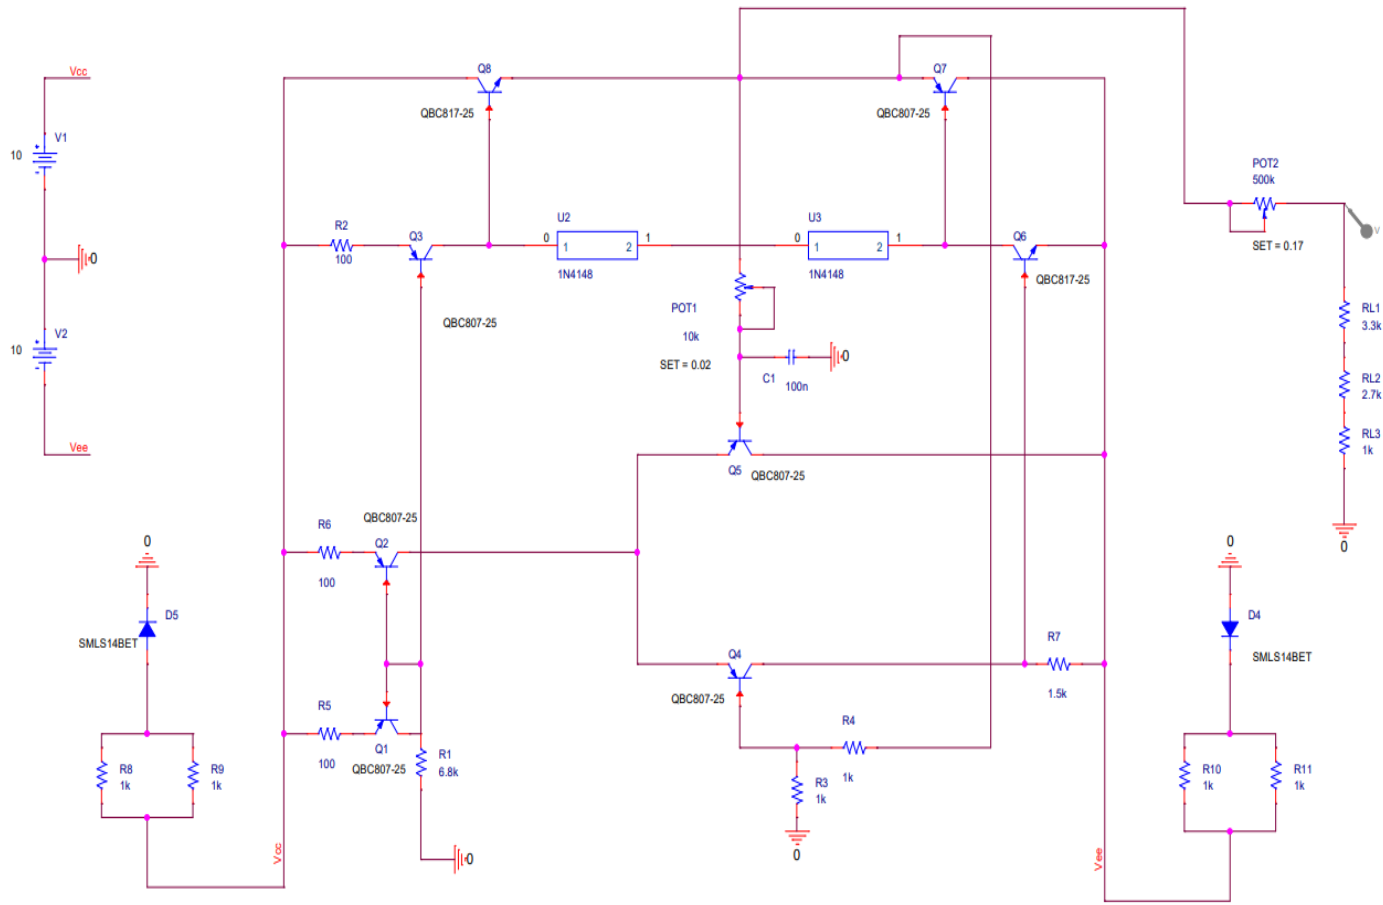 Vcc
V1
10
0
V2
10
Vee
Q8
QBC817-25
Q7
QBC807-25
R2
100
Q3
QBC807-25
U2
0
1
2
1
1N4148
U3
0
1
2
1
1N4148
Q6
QBC817-25
POT1
10k
SET = 0.02
C1
100n
0
POT2
500k
SET = 0.17
V
RL1
3.3k
RL2
2.7k
RL3
1k
0
Q5
QBC807-25
QBC807-25
R6
100
Q2
0
D5
SMLS14BET
R8
1k
R9
1k
Vcc
R5
100
Q1
QBC807-25
R1
6.8k
0
Q4
QBC807-25
R4
1k
R3
1k
0
R7
1.5k
Vee
0
D4
SMLS14BET
R10
1k
R11
1k